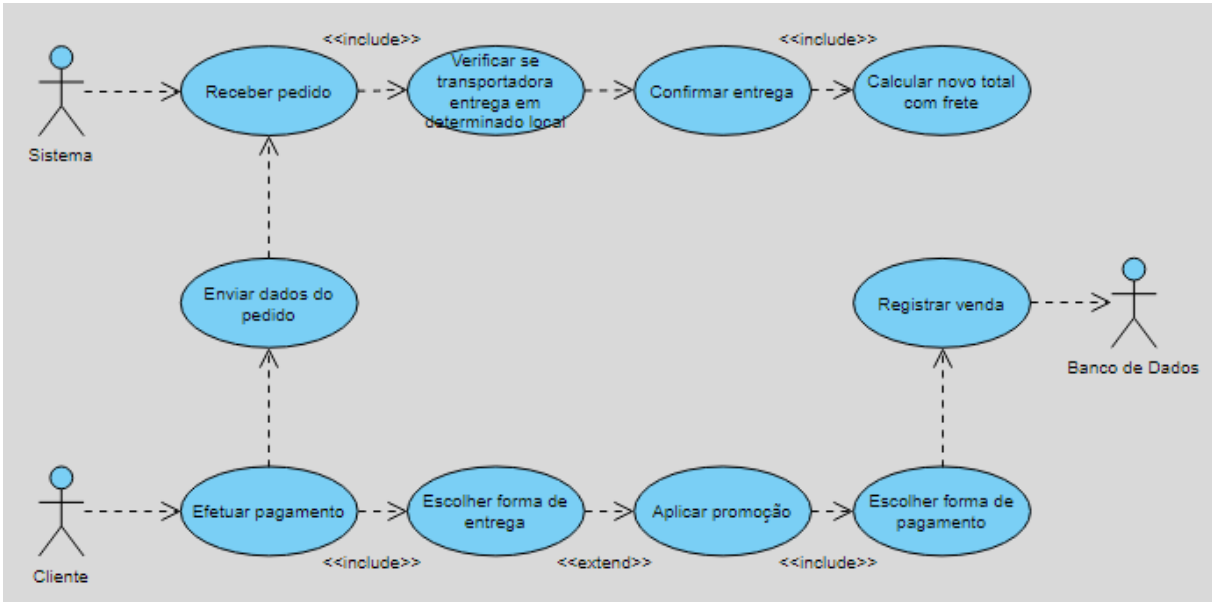 <<include>>
<<include>>
Receber pedido
Verificar se
transportadora
entrega em
determinado local
Confirmar entrega
Calcular novo total
com frete
Sistema
Enviar dados do
pedido
Registrar venda
Banco de Dados
Efetuar pagamento
Escolher forma de
entrega
Aplicar promoção
Escolher forma de
pagamento
<<include>>
<<extend>>
<<include>>
Cliente